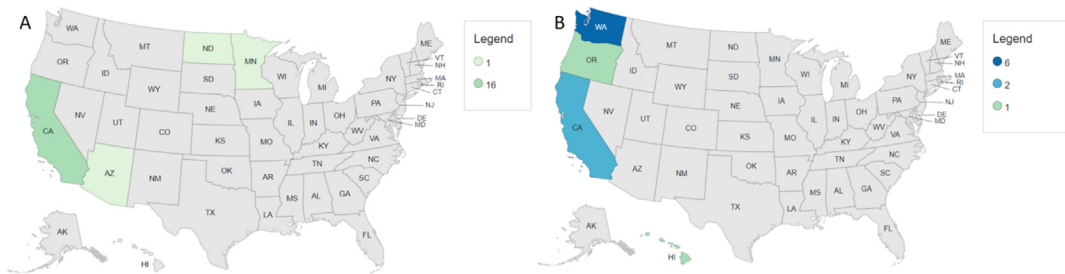 A
WA
MT
ND
MN
OR
ID
SD
WI
MI
WY
NE
IA
NY
ME
VT
NH
MA
RI
CT
NJ
PA
DE
MD
CA
NV
UT
CO
KS
MO
IL
IN
OH
WV
VA
KY
NC
TN
SC
AZ
NM
OK
AR
MS
AL
GA
LA
TX
FL
AK
HI
Legend
1
16
B
WA
MT
ND
MN
OR
ID
SD
WI
MI
WY
NE
IA
NY
ME
VT
NH
MA
RI
CT
NJ
PA
DE
MD
CA
NV
UT
CO
KS
MO
IL
IN
OH
WV
VA
KY
NC
TN
SC
AZ
NM
OK
AR
MS
AL
GA
LA
TX
FL
AK
HI
Legend
6
2
1